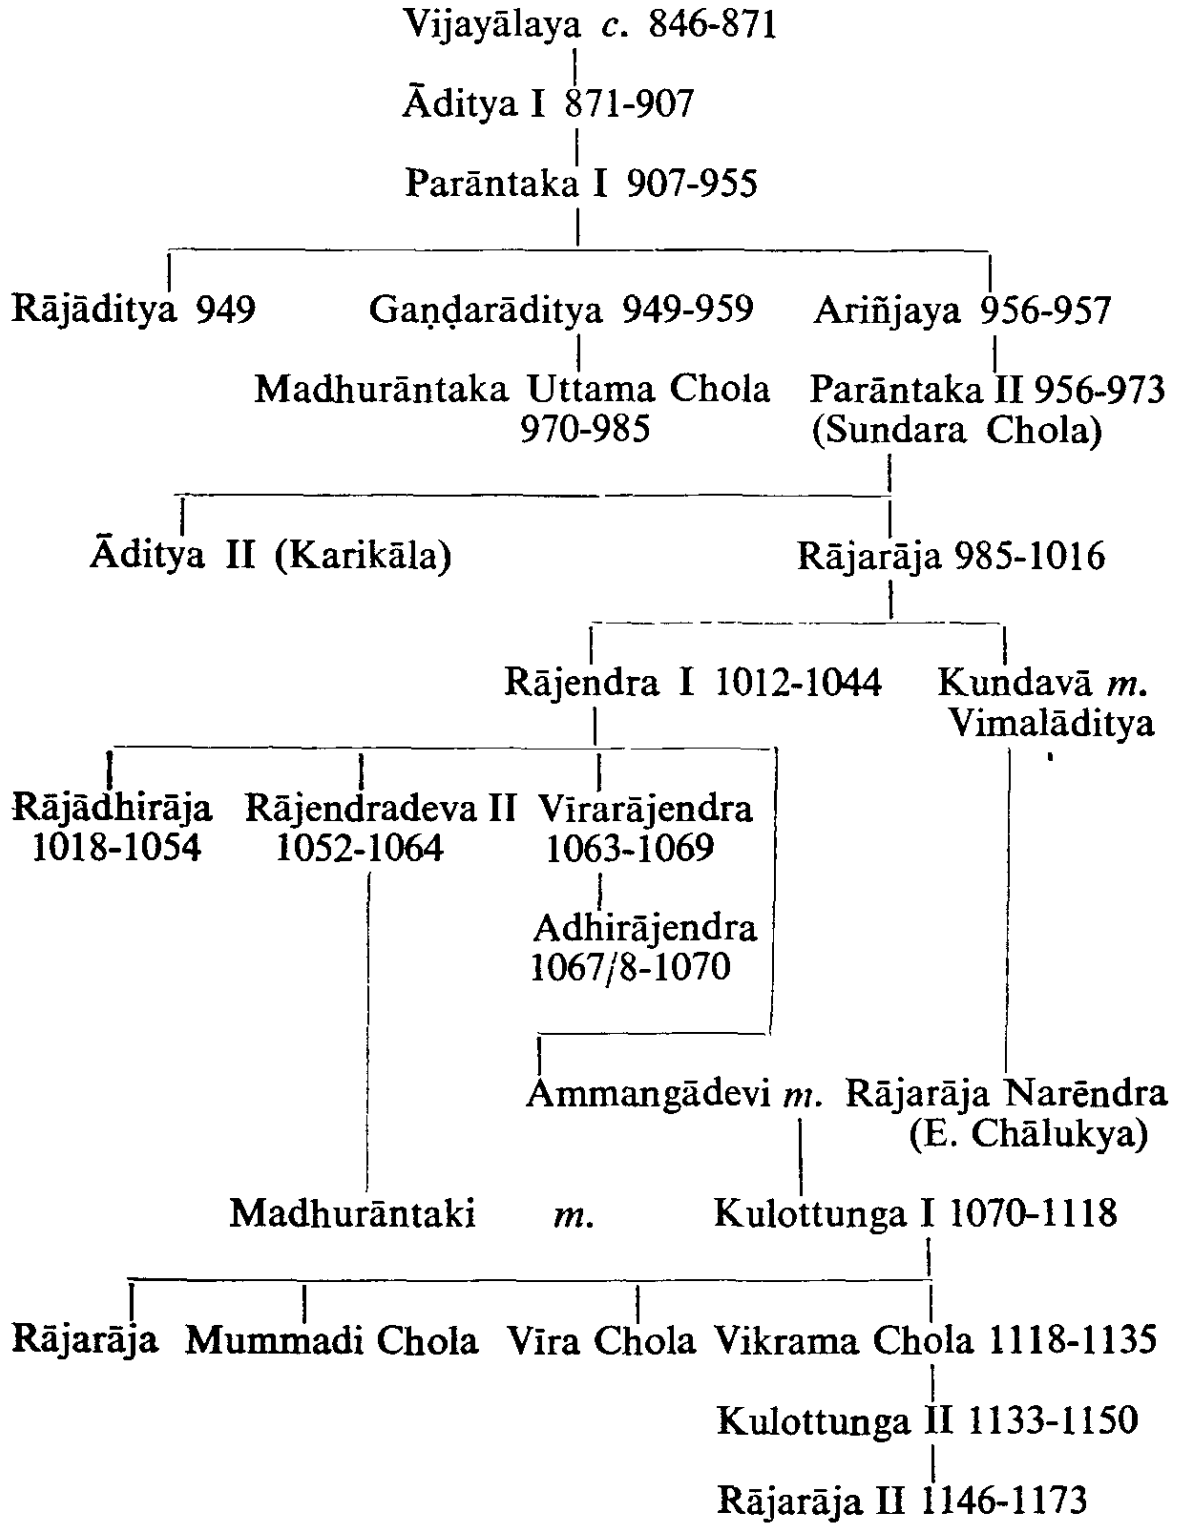 Vijayālaya c. 846-871
Āditya I 871-907
Parāntaka I 907-955
Rājāditya 949 Gaṇḍarāditya 949-959 Ariñjaya 956-957
Madhurāntaka Uttama Chola Parāntaka II 956-973
970-985 (Sundara Chola)
Āditya II (Karikāla) Rājarāja 985-1016
Rājendra I 1012-1044 Kundavā m.
Vimalāditya
Rājādhirāja Rājendradeva II Vīrarājendra
1018-1054 1052-1064 1063-1069
Adhirājendra
1067/8-1070
Ammangādevi m. Rājarāja Narēndra
(E. Chālukya)
Madhurāntaki m. Kulottunga I 1070-1118
Rājarāja Mummadi Chola Vīra Chola Vikrama Chola 1118-1135
Kulottunga II 1133-1150
Rājarāja II 1146-1173